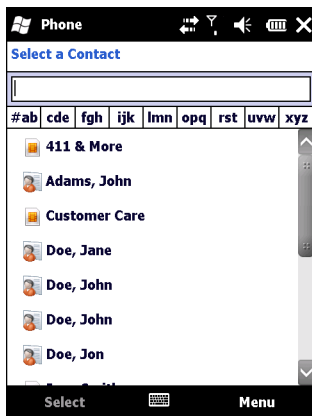 Phone
Select a Contact
#ab cde fgh ijk lmn opq rst uvw xyz
411 & More
Adams, John
Customer Care
Doe, Jane
Doe, John
Doe, John
Doe, Jon
Select Menu